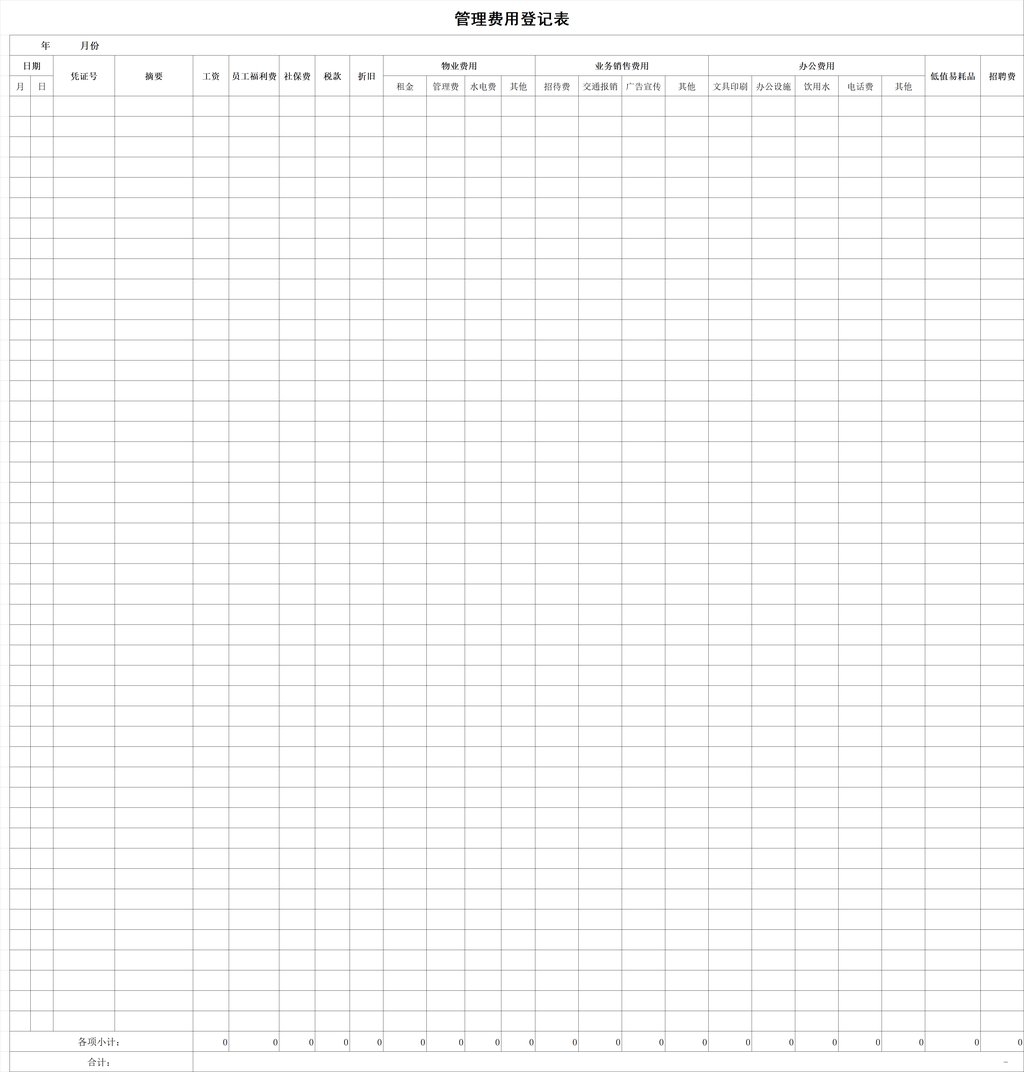 管理费用登记表
年 月份
日期 凭证号 摘要 工资 员工福利费 社保费 税款 折旧 物业费用 业务销售费用 办公费用 低值易耗品 招聘费
月 日 租金 管理费 水电费 其他 招待费 交通报销 广告宣传 其他 文具印刷 办公设施 饮用水 电话费 其他
各项小计: 0 0 0 0 0 0 0 0 0 0 0 0 0 0 0 0 0 0 0 0
合计: -